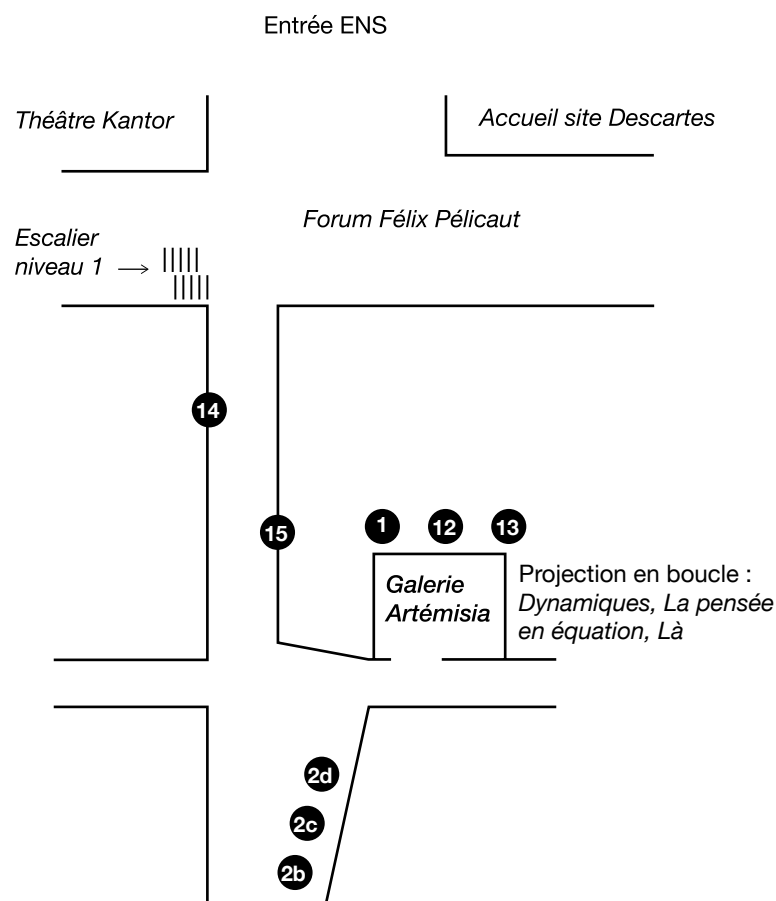 Entrée ENS
Théâtre Kantor
Accueil site Descartes
Forum Félix Pélicaut
Escalier
niveau 1 →
14
15
1
12
13
Galerie
Artémisia
Projection en boucle :
Dynamiques, La pensée
en équation, Là
2d
2c
2b